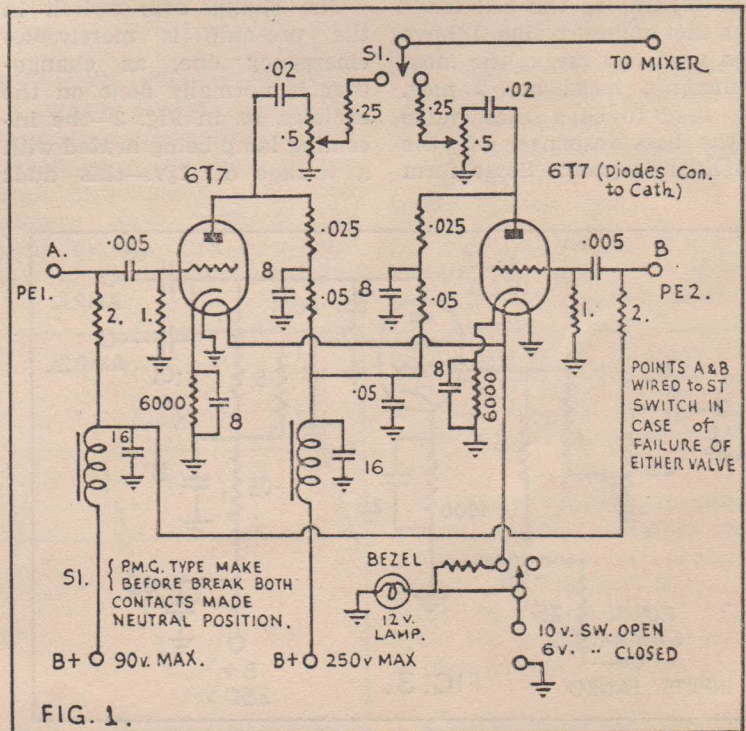 S1.
TO MIXER
.02
.02
.25
.25
.5
.5
6T7
6T7 (Diodes Con.
to Cath.)
.025
.025
A.
.005
.005
B
PE1.
PE2.
8
8
.05
.05
2.
1.
1.
2.
6000
8
.05
8
6000
POINTS A & B
WIRED to ST
SWITCH IN
CASE of
FAILURE OF
EITHER VALVE
16
16
S1. { P.M.G. TYPE MAKE
BEFORE BREAK BOTH
CONTACTS MADE
NEUTRAL POSITION.
BEZEL
12v.
LAMP.
10v. SW. OPEN
6v. " CLOSED
B+ 90v. MAX.
B+ 250v MAX
FIG. 1.